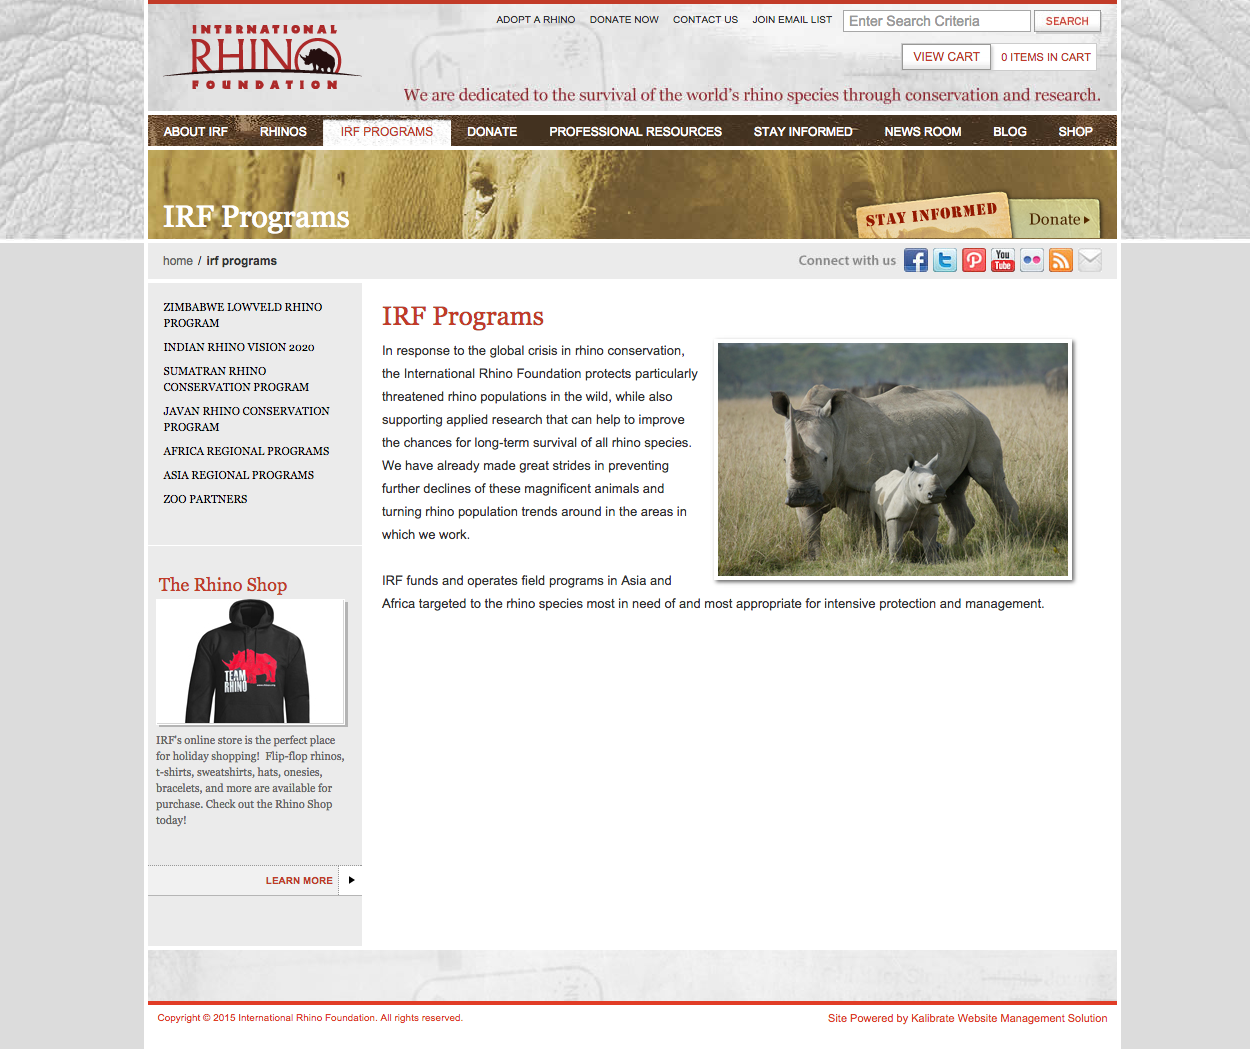 INTERNATIONAL
RHINO
FOUNDATION
ADOPT A RHINO DONATE NOW CONTACT US JOIN EMAIL LIST
Enter Search Criteria
SEARCH
VIEW CART
0 ITEMS IN CART
We are dedicated to the survival of the world's rhino species through conservation and research.
ABOUT IRF RHINOS IRF PROGRAMS DONATE PROFESSIONAL RESOURCES STAY INFORMED NEWS ROOM BLOG SHOP
IRF Programs
STAY INFORMED
Donate
home / irf programs
Connect with us
You
Tube
ZIMBABWE LOWVELD RHINO
PROGRAM
INDIAN RHINO VISION 2020
SUMATRAN RHINO
CONSERVATION PROGRAM
JAVAN RHINO CONSERVATION
PROGRAM
AFRICA REGIONAL PROGRAMS
ASIA REGIONAL PROGRAMS
ZOO PARTNERS
The Rhino Shop
TEAM
RHINO
IRF's online store is the perfect place
for holiday shopping! Flip-flop rhinos,
t-shirts, sweatshirts, hats, onesies,
bracelets, and more are available for
purchase. Check out the Rhino Shop
today!
LEARN MORE
IRF Programs
In response to the global crisis in rhino conservation,
the International Rhino Foundation protects particularly
threatened rhino populations in the wild, while also
supporting applied research that can help to improve
the chances for long-term survival of all rhino species.
We have already made great strides in preventing
further declines of these magnificent animals and
turning rhino population trends around in the areas in
which we work.
IRF funds and operates field programs in Asia and
Africa targeted to the rhino species most in need of and most appropriate for intensive protection and management.
Copyright © 2015 International Rhino Foundation. All rights reserved.
Site Powered by Kalibrate Website Management Solution